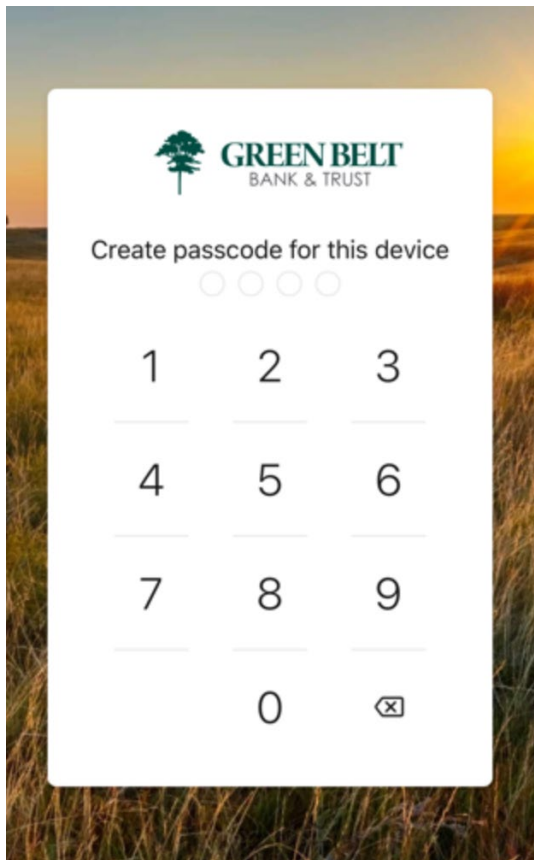 GREEN BELT
BANK & TRUST
Create passcode for this device
1 2 3
4 5 6
7 8 9
0